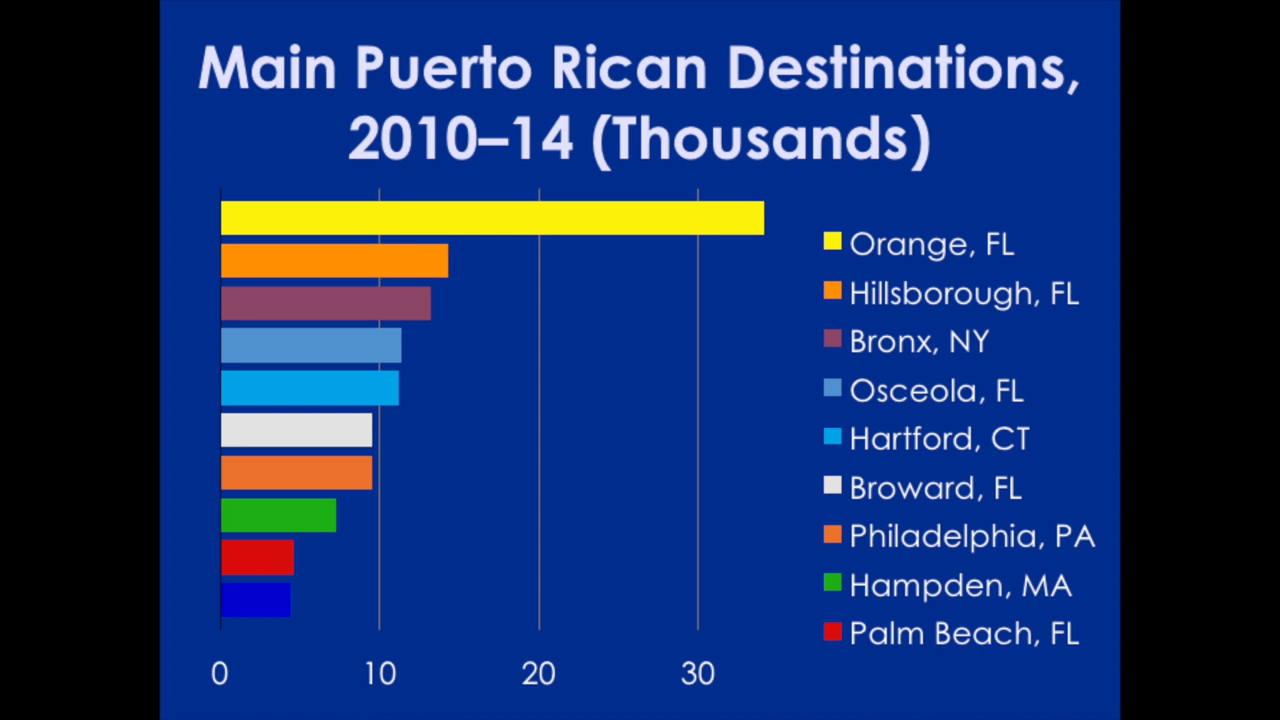 Main Puerto Rican Destinations,
2010–14 (Thousands)
Orange, FL
Hillsborough, FL
Bronx, NY
Osceola, FL
Hartford, CT
Broward, FL
Philadelphia, PA
Hampden, MA
Palm Beach, FL
0 10 20 30